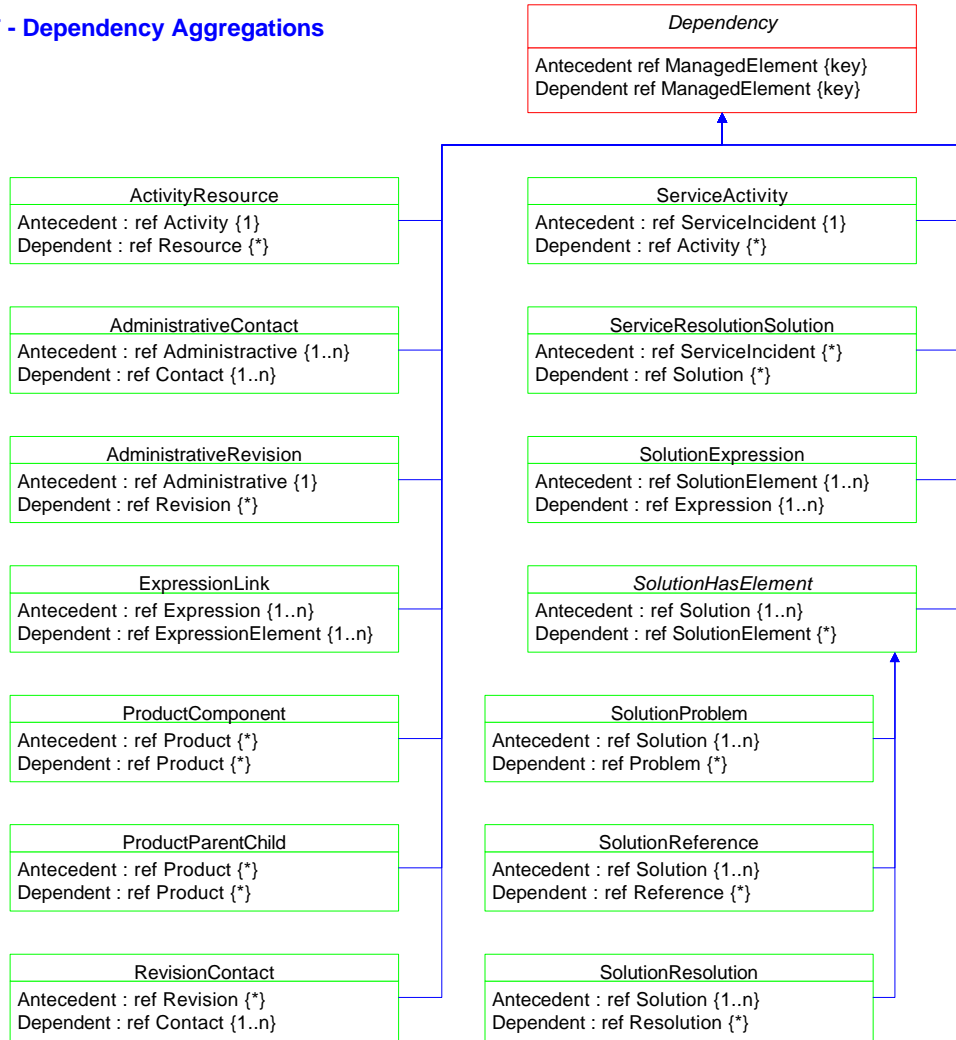 - Dependency Aggregations
Dependency
Antecedent ref ManagedElement {key}
Dependent ref ManagedElement {key}
ActivityResource
Antecedent : ref Activity {1}
Dependent : ref Resource {*}
ServiceActivity
Antecedent : ref ServiceIncident {1}
Dependent : ref Activity {*}
AdministrativeContact
Antecedent : ref Administractive {1..n}
Dependent : ref Contact {1..n}
ServiceResolutionSolution
Antecedent : ref ServiceIncident {*}
Dependent : ref Solution {*}
AdministrativeRevision
Antecedent : ref Administrative {1}
Dependent : ref Revision {*}
SolutionExpression
Antecedent : ref SolutionElement {1..n}
Dependent : ref Expression {1..n}
ExpressionLink
Antecedent : ref Expression {1..n}
Dependent : ref ExpressionElement {1..n}
SolutionHasElement
Antecedent : ref Solution {1..n}
Dependent : ref SolutionElement {*}
ProductComponent
Antecedent : ref Product {*}
Dependent : ref Product {*}
SolutionProblem
Antecedent : ref Solution {1..n}
Dependent : ref Problem {*}
ProductParentChild
Antecedent : ref Product {*}
Dependent : ref Product {*}
SolutionReference
Antecedent : ref Solution {1..n}
Dependent : ref Reference {*}
RevisionContact
Antecedent : ref Revision {*}
Dependent : ref Contact {1..n}
SolutionResolution
Antecedent : ref Solution {1..n}
Dependent : ref Resolution {*}